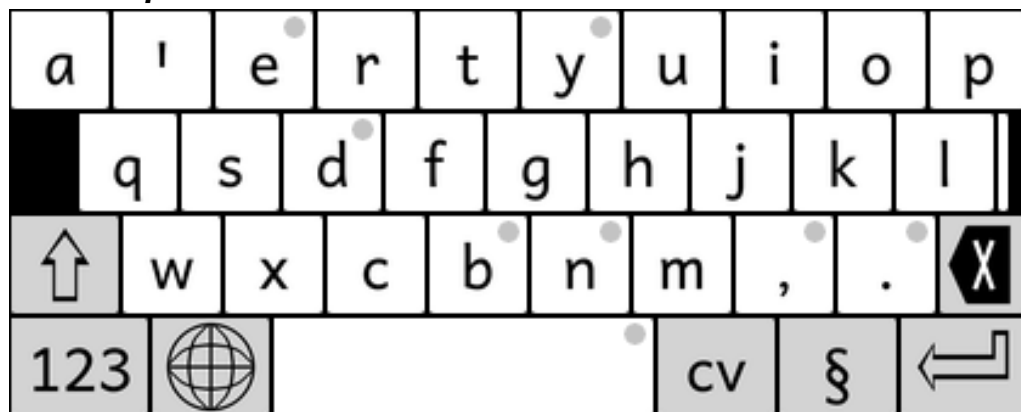 a ꞌ e r t y u i o p
q s d f g h j k l
w x c b n m , . X
123 cv §